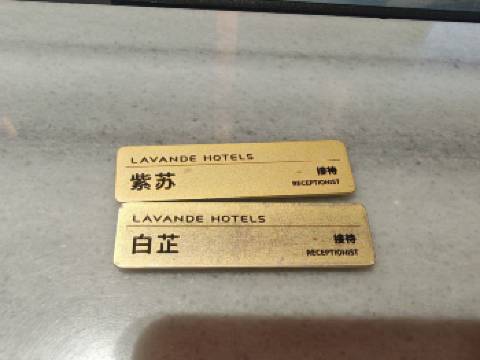 LAVANDE HOTELS
紫苏
接待
RECEPTIONIST
LAVANDE HOTELS
白芷
接待
RECEPTIONIST